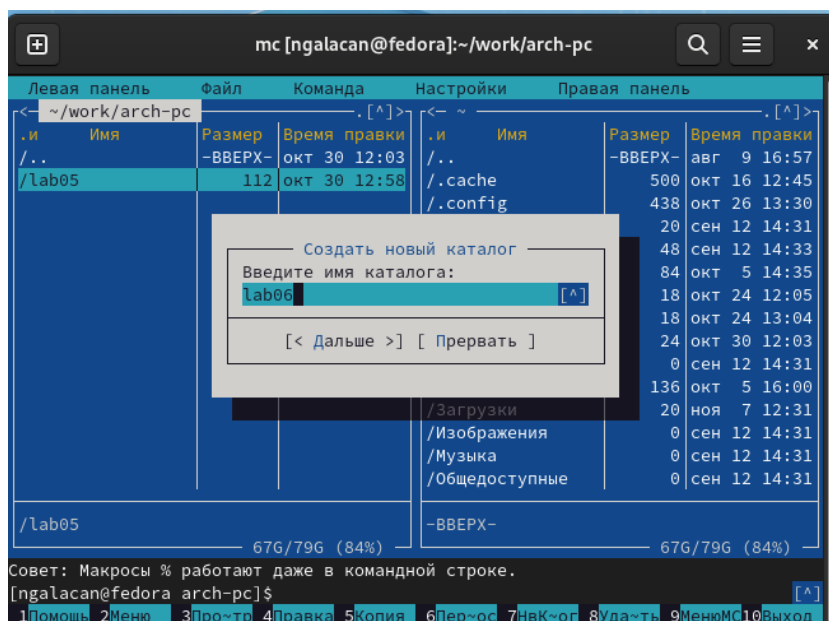 mc [ngalacan@fedora]:~/work/arch-pc
Левая панель Файл Команда Настройки Правая панель
<— ~/work/arch-pc —.[^]>
.и Имя Размер Время правки
/.. -ВВЕРХ- окт 30 12:03
/lab05 112 окт 30 12:58
<— ~ —.[^]>
.и Имя Размер Время правки
/.. -ВВЕРХ- авг 9 16:57
/.cache 500 окт 16 12:45
/.config 438 окт 26 13:30
20 сен 12 14:31
48 сен 12 14:33
84 окт 5 14:35
18 окт 24 12:05
18 окт 24 13:04
24 окт 30 12:03
0 сен 12 14:31
136 окт 5 16:00
/Загрузки 20 ноя 7 12:31
/Изображения 0 сен 12 14:31
/Музыка 0 сен 12 14:31
/Общедоступные 0 сен 12 14:31
Создать новый каталог
Введите имя каталога:
lab06 [^]
[< Дальше >] [ Прервать ]
/lab05
67G/79G (84%)
-ВВЕРХ-
67G/79G (84%)
Совет: Макросы % работают даже в командной строке.
[ngalacan@fedora arch-pc]$ [^]
1Помощь 2Меню 3Про~тр 4Правка 5Копия 6Пер~ос 7НвК~ог 8Уда~ть 9МенюMC 10Выход